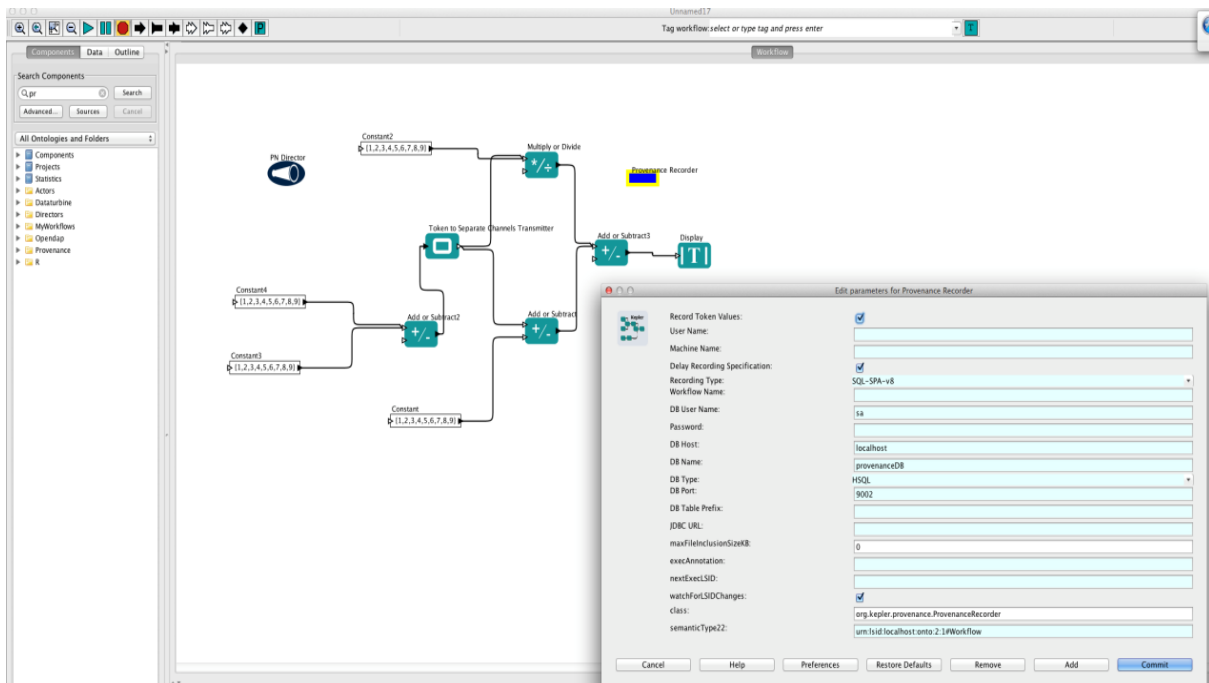 Unnamed17
P
Tag workflow: select or type tag and press enter
T
Components
Data
Outline
Workflow
Search Components
pr
Search
Advanced...
Sources
Cancel
All Ontologies and Folders
Components
Projects
Statistics
Actors
Dataturbine
Directors
MyWorkflows
Opendap
Provenance
R
Constant2
{1,2,3,4,5,6,7,8,9}
Multiply or Divide
*/÷
PN Director
Provenance Recorder
Token to Separate Channels Transmitter
Add or Subtract3
+/-
Display
T
Constant4
{1,2,3,4,5,6,7,8,9}
Add or Subtract2
+/-
Add or Subtract
+/-
Constant3
{1,2,3,4,5,6,7,8,9}
Constant
{1,2,3,4,5,6,7,8,9}
Edit parameters for Provenance Recorder
Kepler
Record Token Values:
User Name:
Machine Name:
Delay Recording Specification:
Recording Type: SQL-SPA-v8
Workflow Name:
DB User Name: sa
Password:
DB Host: localhost
DB Name: provenanceDB
DB Type: HSQL
DB Port: 9002
DB Table Prefix:
JDBC URL:
maxFileInclusionSizeKB: 0
execAnnotation:
nextExecLSID:
watchForLSIDChanges:
class: org.kepler.provenance.ProvenanceRecorder
semanticType22: urn:lsid:localhost:onto:2:1#Workflow
Cancel
Help
Preferences
Restore Defaults
Remove
Add
Commit